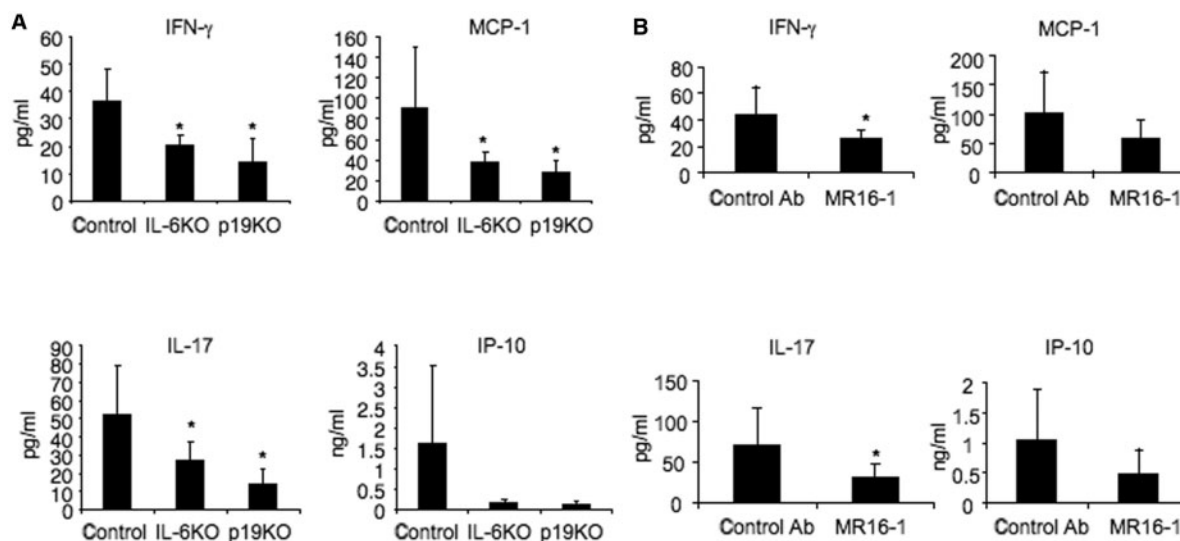 A
IFN-γ
60
50
40
30
20
10
0
pg/ml
*
*
Control IL-6KO p19KO
MCP-1
160
140
120
100
80
60
40
20
0
pg/ml
*
*
Control IL-6KO p19KO
B
IFN-γ
80
60
40
20
0
pg/ml
*
Control Ab MR16-1
MCP-1
200
150
100
50
0
pg/ml
Control Ab MR16-1
IL-17
90
80
70
60
50
40
30
20
10
0
pg/ml
*
*
Control IL-6KO p19KO
IP-10
4
3.5
3
2.5
2
1.5
1
0.5
0
ng/ml
Control IL-6KO p19KO
IL-17
150
100
50
0
pg/ml
*
Control Ab MR16-1
IP-10
2
1.5
1
0.5
0
ng/ml
Control Ab MR16-1